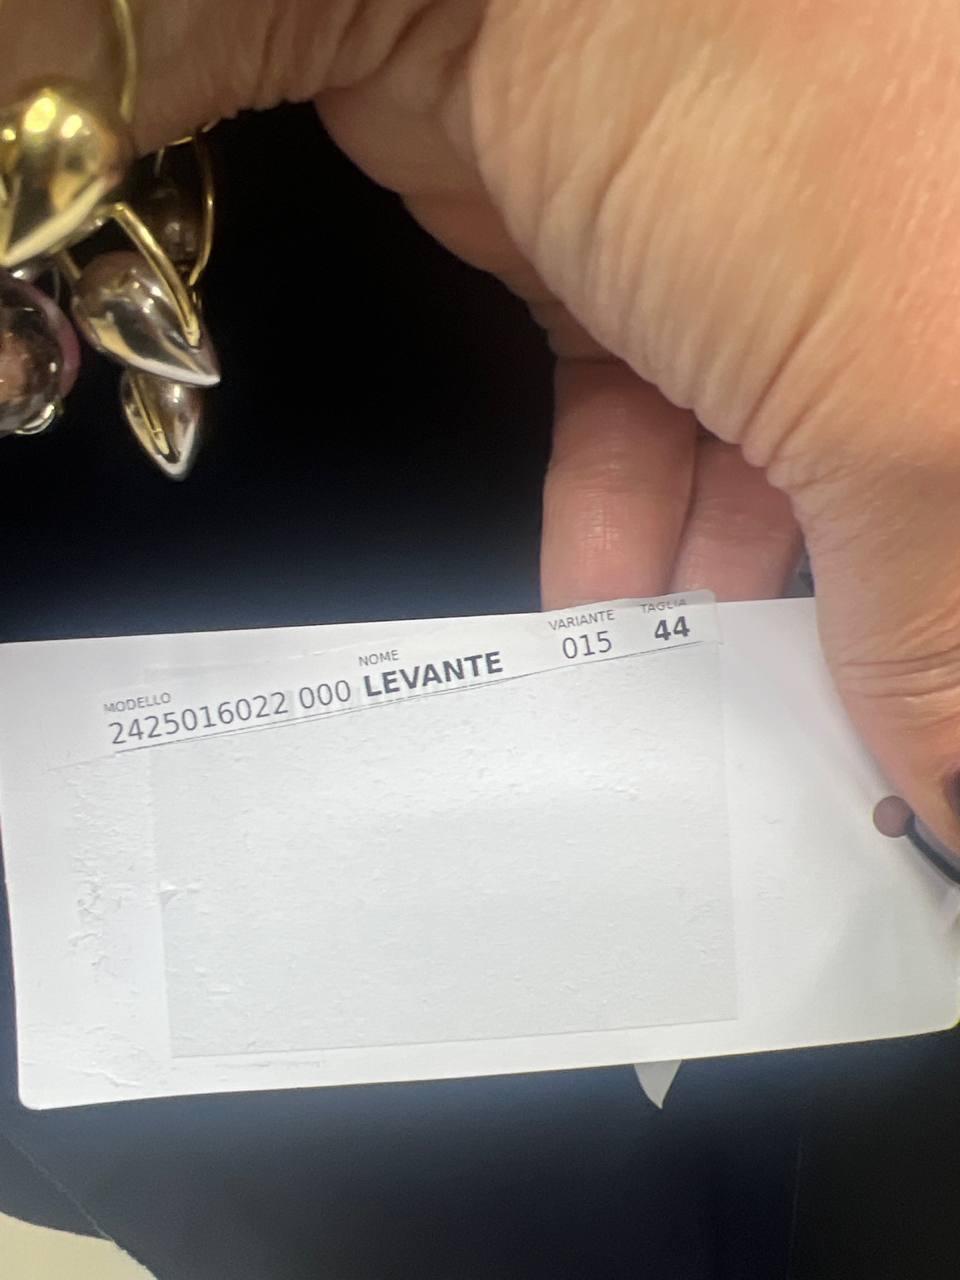 MODELLO NOME VARIANTE TAGLIA
2425016022 000 LEVANTE 015 44